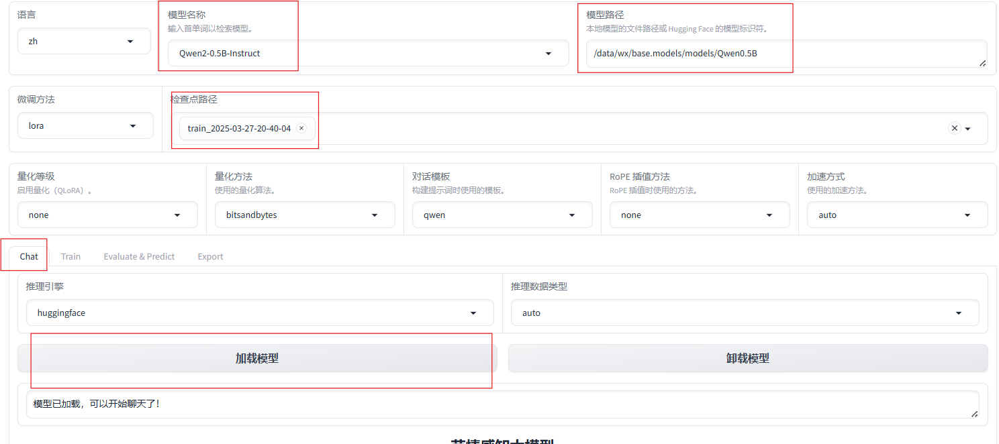 语言
模型名称
模型路径
输入首单词以检索模型。
本地模型的文件路径或 Hugging Face 的模型标识符。
zh
Qwen2-0.5B-Instruct
/data/wx/base.models/models/Qwen0.5B
微调方法
检查点路径
lora
train_2025-03-27-20-40-04 ×
量化等级
量化方法
对话模板
RoPE 插值方法
加速方式
启用量化（QLoRA）。
使用的量化算法。
构建提示词时使用的模板。
RoPE 插值时使用的方法。
使用的加速方法。
none
bitsandbytes
qwen
none
auto
Chat
Train
Evaluate & Predict
Export
推理引擎
推理数据类型
huggingface
auto
加载模型
卸载模型
模型已加载，可以开始聊天了！